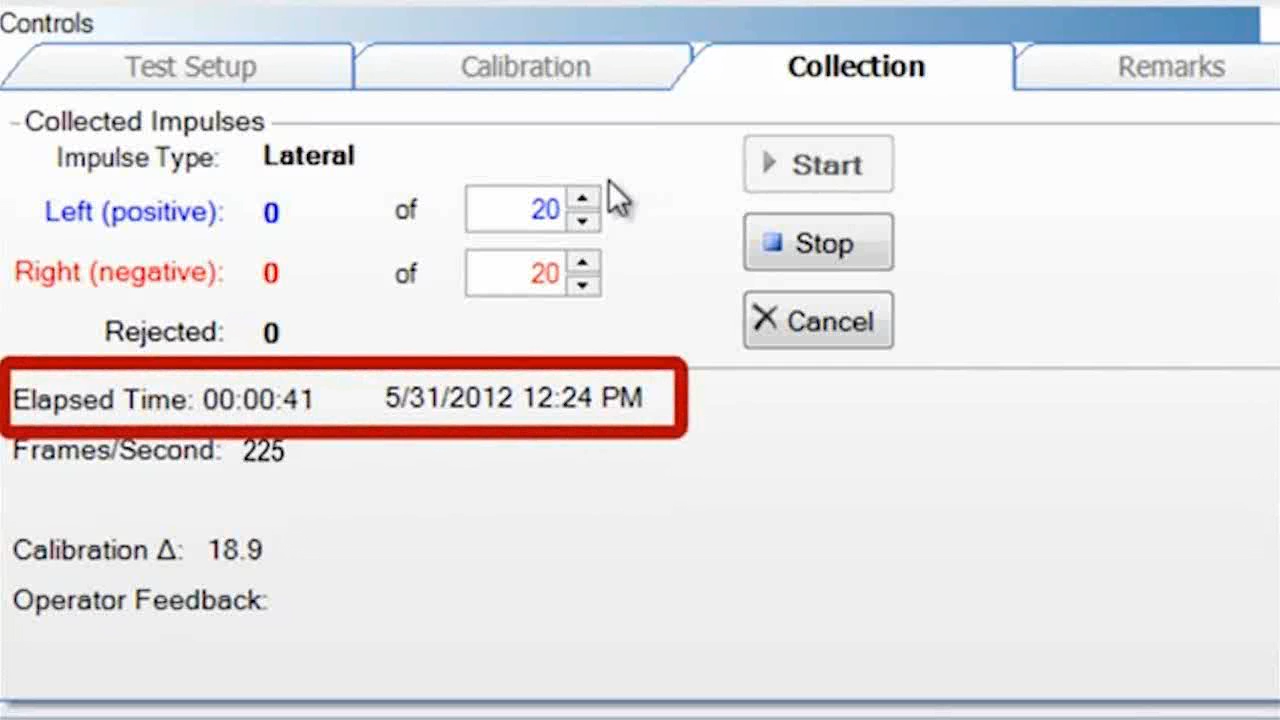 Controls
Test Setup Calibration Collection Remarks
Collected Impulses
Impulse Type: Lateral
Start
Left (positive): 0 of 20
Stop
Right (negative): 0 of 20
Cancel
Rejected: 0
Elapsed Time: 00:00:41 5/31/2012 12:24 PM
Frames/Second: 225
Calibration Δ: 18.9
Operator Feedback: